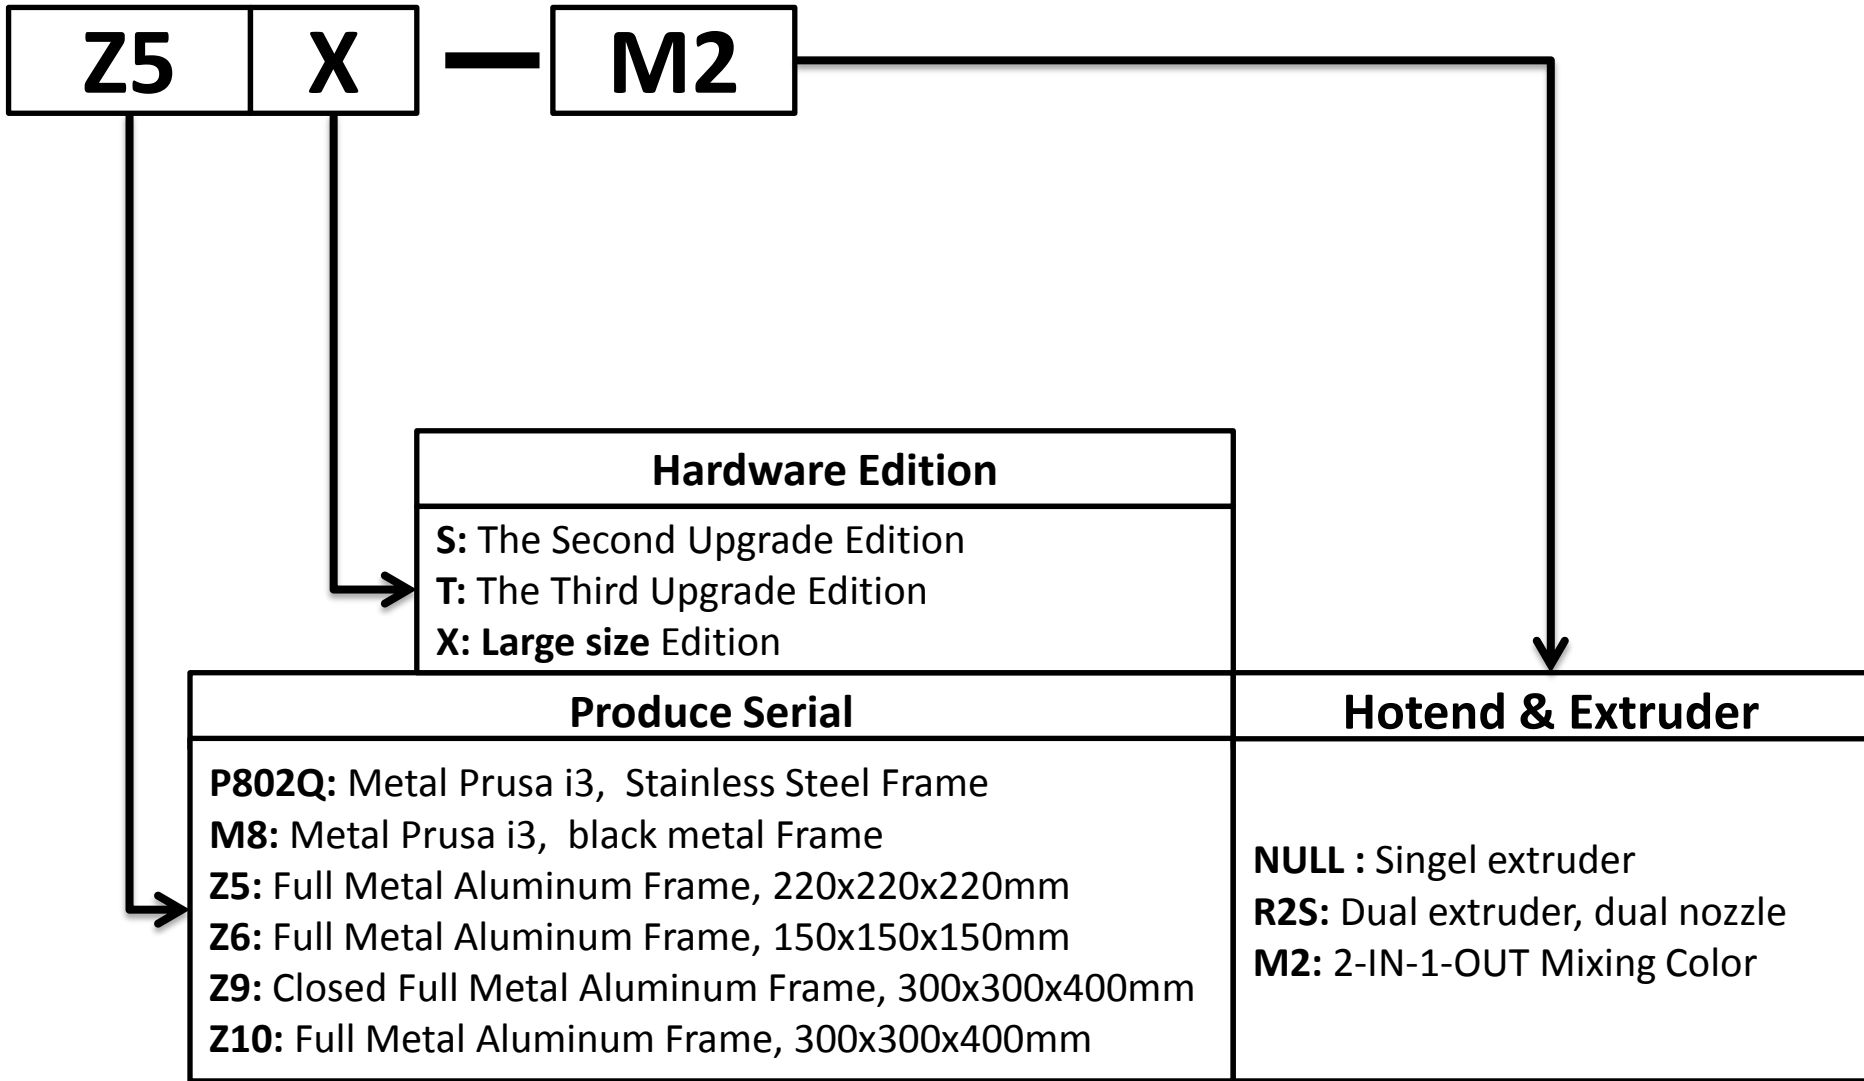 Z5 X — M2
Hardware Edition
S: The Second Upgrade Edition
T: The Third Upgrade Edition
X: Large size Edition
Produce Serial
P802Q: Metal Prusa i3,  Stainless Steel Frame
M8: Metal Prusa i3,  black metal Frame
Z5: Full Metal Aluminum Frame, 220x220x220mm
Z6: Full Metal Aluminum Frame, 150x150x150mm
Z9: Closed Full Metal Aluminum Frame, 300x300x400mm
Z10: Full Metal Aluminum Frame, 300x300x400mm
Hotend & Extruder
NULL : Singel extruder
R2S: Dual extruder, dual nozzle
M2: 2-IN-1-OUT Mixing Color